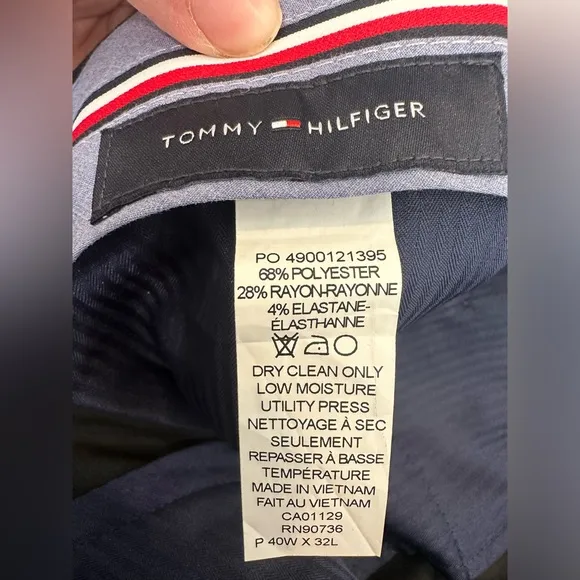 TOMMY HILFIGER
PO 4900121395
68% POLYESTER
28% RAYON-RAYONNE
4% ELASTANE-
ÉLASTHANNE
DRY CLEAN ONLY
LOW MOISTURE
UTILITY PRESS
NETTOYAGE À SEC
SEULEMENT
REPASSER À BASSE
TEMPÉRATURE
MADE IN VIETNAM
FAIT AU VIETNAM
CA01129
RN90736
P 40W X 32L